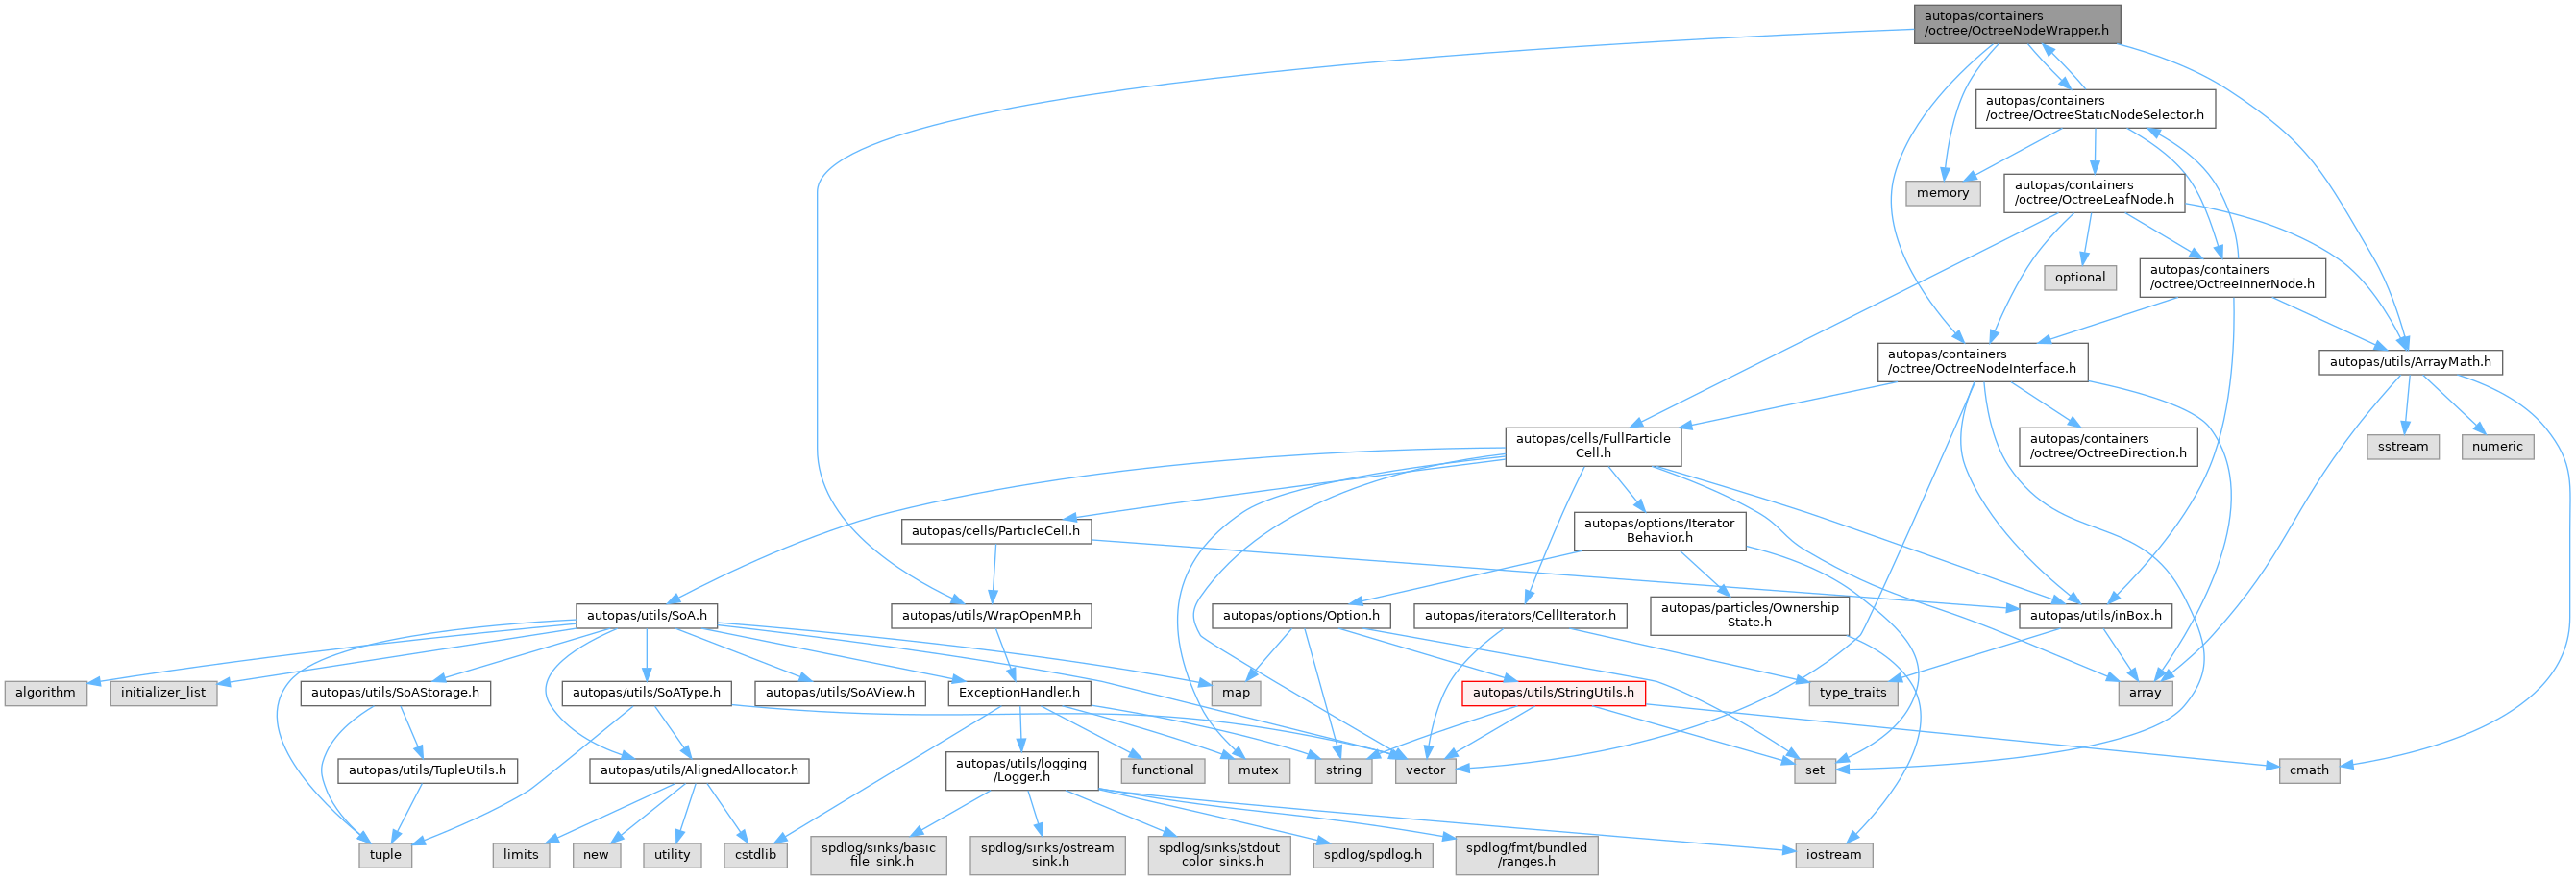 autopas/containers
/octree/OctreeNodeWrapper.h
autopas/containers
/octree/OctreeStaticNodeSelector.h
memory
autopas/containers
/octree/OctreeLeafNode.h
optional
autopas/containers
/octree/OctreeInnerNode.h
autopas/containers
/octree/OctreeNodeInterface.h
autopas/utils/ArrayMath.h
autopas/cells/FullParticle
Cell.h
autopas/containers
/octree/OctreeDirection.h
sstream
numeric
autopas/cells/ParticleCell.h
autopas/options/Iterator
Behavior.h
autopas/utils/SoA.h
autopas/utils/WrapOpenMP.h
autopas/options/Option.h
autopas/iterators/CellIterator.h
autopas/particles/Ownership
State.h
autopas/utils/inBox.h
algorithm
initializer_list
autopas/utils/SoAStorage.h
autopas/utils/SoAType.h
autopas/utils/SoAView.h
ExceptionHandler.h
map
autopas/utils/StringUtils.h
type_traits
array
autopas/utils/TupleUtils.h
autopas/utils/AlignedAllocator.h
autopas/utils/logging
/Logger.h
functional
mutex
string
vector
set
cmath
tuple
limits
new
utility
cstdlib
spdlog/sinks/basic
_file_sink.h
spdlog/sinks/ostream
_sink.h
spdlog/sinks/stdout
_color_sinks.h
spdlog/spdlog.h
spdlog/fmt/bundled
/ranges.h
iostream